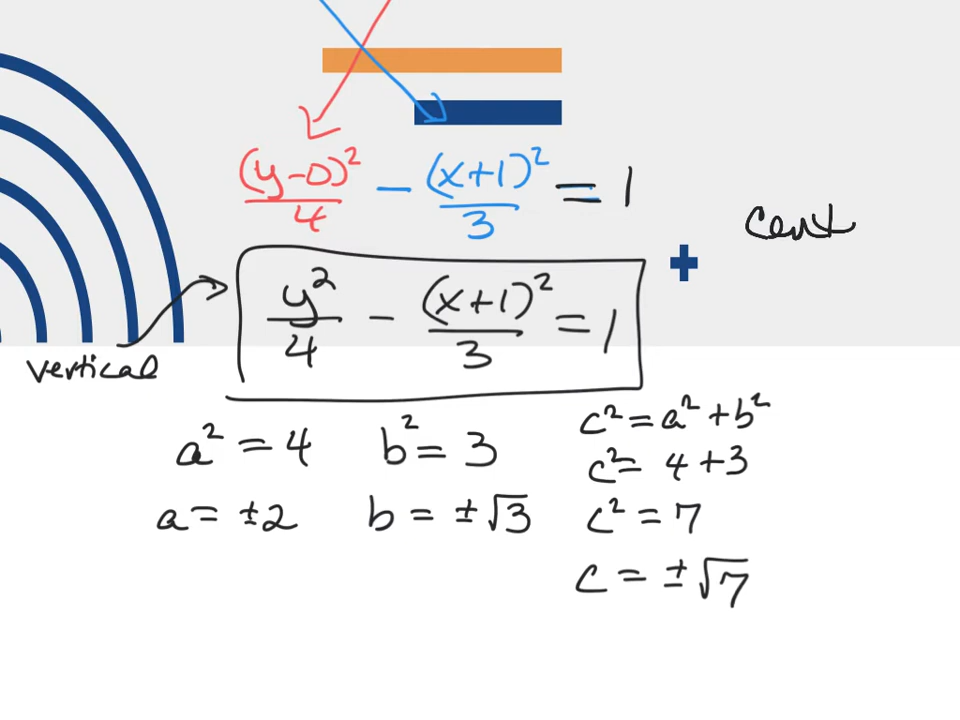 (y-0)²/4 - (x+1)²/3 = 1
cent
y²/4 - (x+1)²/3 = 1
vertical
a² = 4 b² = 3 c² = a² + b²
c² = 4 + 3
a = ±2 b = ±√3 c² = 7
c = ±√7